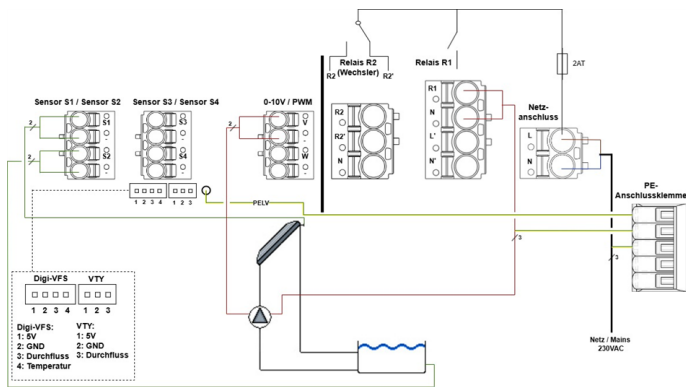 Relais R2
(Wechsler)
R2
R2'
Relais R1
2AT
Sensor S1 / Sensor S2
Sensor S3 / Sensor S4
0-10V / PWM
Netz-
anschluss
2
S1
-
2
S2
-
S3
-
S4
-
2
V
-
W
-
R2
N
R2'
N
R1
N
L'
N'
L
N
1 2 3 4
1 2 3
PELV
PE-
Anschlussklemme
3
3
Digi-VFS
VTY
1 2 3 4
1 2 3
Digi-VFS:
1: 5V
2: GND
3: Durchfluss
4: Temperatur
VTY:
1: 5V
2: GND
3: Durchfluss
Netz / Mains
230VAC